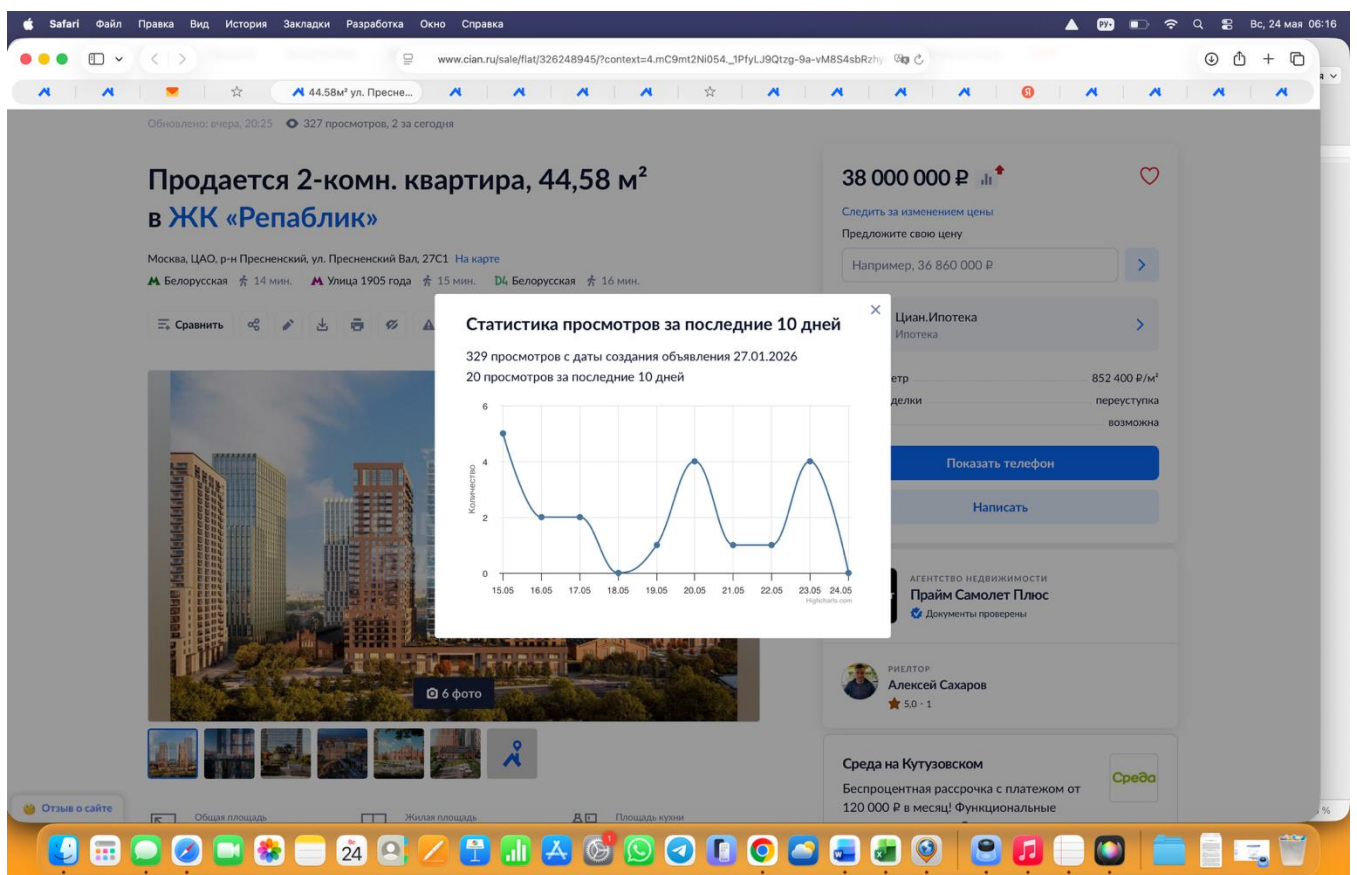 Safari Файл Правка Вид История Закладки Разработка Окно Справка
РУ Вс, 24 мая 06:16
www.cian.ru/sale/flat/326248945/?context=4.mC9mt2Ni054._1PfyLJ9Qtzg-9a-vM8S4sbRzhy
44.58м² ул. Пресне...
Я
Обновлено: вчера, 20:25 327 просмотров, 2 за сегодня
Продается 2-комн. квартира, 44,58 м²
в ЖК «Репаблик»
Москва, ЦАО, р-н Пресненский, ул. Пресненский Вал, 27С1 На карте
Белорусская 14 мин. Улица 1905 года 15 мин. D4 Белорусская 16 мин.
Сравнить
38 000 000 ₽
Следить за изменением цены
Предложите свою цену
Например, 36 860 000 ₽
Циан.Ипотека
Ипотека
етр 852 400 ₽/м²
делки переуступка
возможна
Показать телефон
Написать
АГЕНТСТВО НЕДВИЖИМОСТИ
Прайм Самолет Плюс
Документы проверены
РИЕЛТОР
Алексей Сахаров
5,0 · 1
Среда на Кутузовском
Беспроцентная рассрочка с платежом от
120 000 ₽ в месяц! Функциональные
Среда
Статистика просмотров за последние 10 дней
329 просмотров с даты создания объявления 27.01.2026
20 просмотров за последние 10 дней
Количество
6
4
2
0
15.05 16.05 17.05 18.05 19.05 20.05 21.05 22.05 23.05 24.05
Highcharts.com
6 фото
Отзыв о сайте
Общая площадь Жилая площадь Площадь кухни
%
24
1